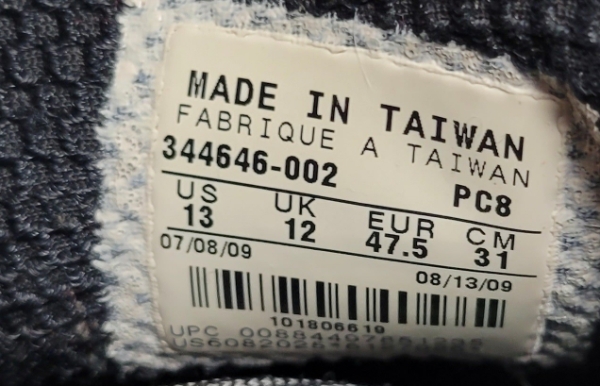 MADE IN TAIWAN
FABRIQUE A TAIWAN
344646-002 PC8
US UK EUR CM
13 12 47.5 31
07/08/09 08/13/09
101806619
UPC